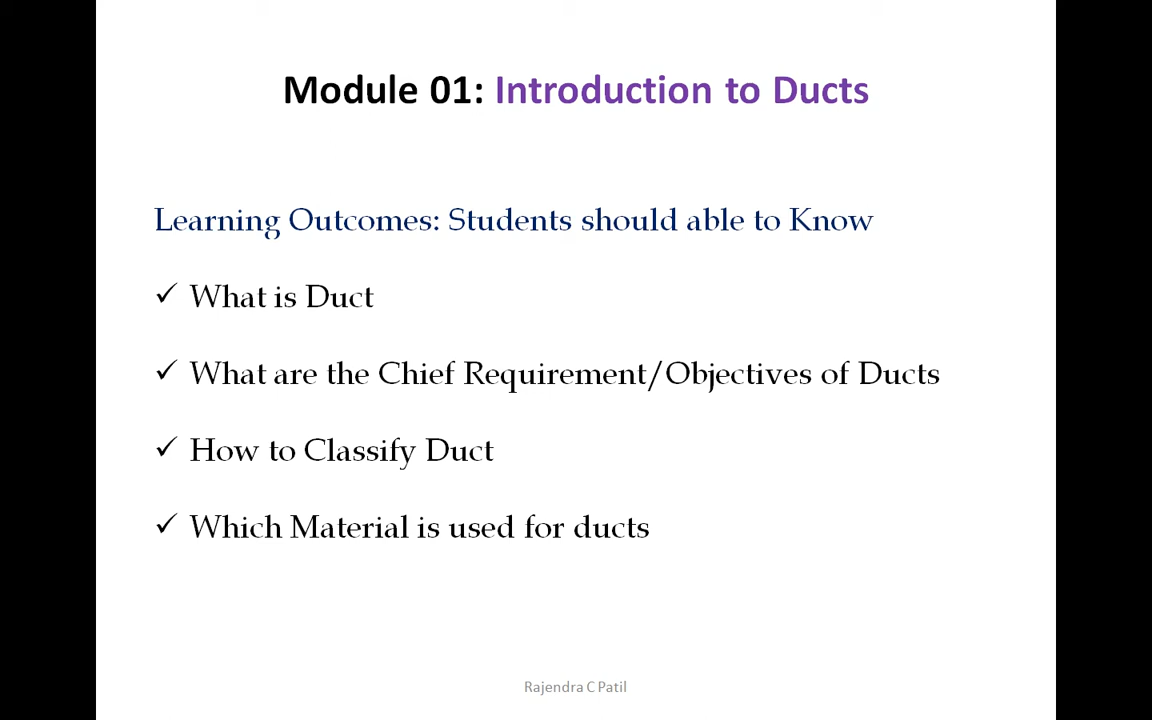 Module 01: Introduction to Ducts
Learning Outcomes: Students should able to Know
✓ What is Duct
✓ What are the Chief Requirement/Objectives of Ducts
✓ How to Classify Duct
✓ Which Material is used for ducts
Rajendra C Patil